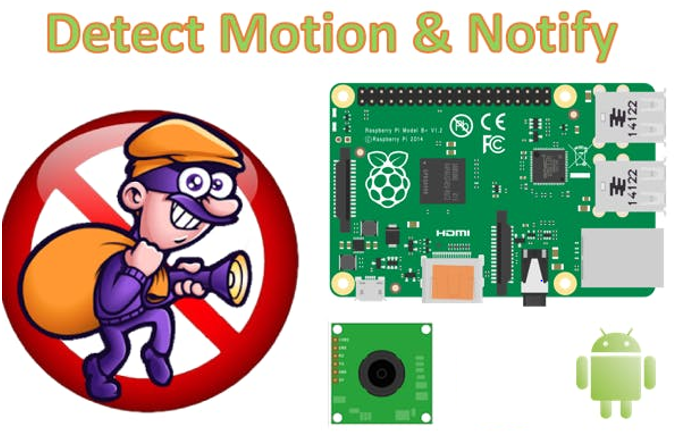 Detect Motion & Notify
Raspberry Pi Model B+ V1.2
©Raspberry Pi 2014
CE
FC
14122
14122
HDMI